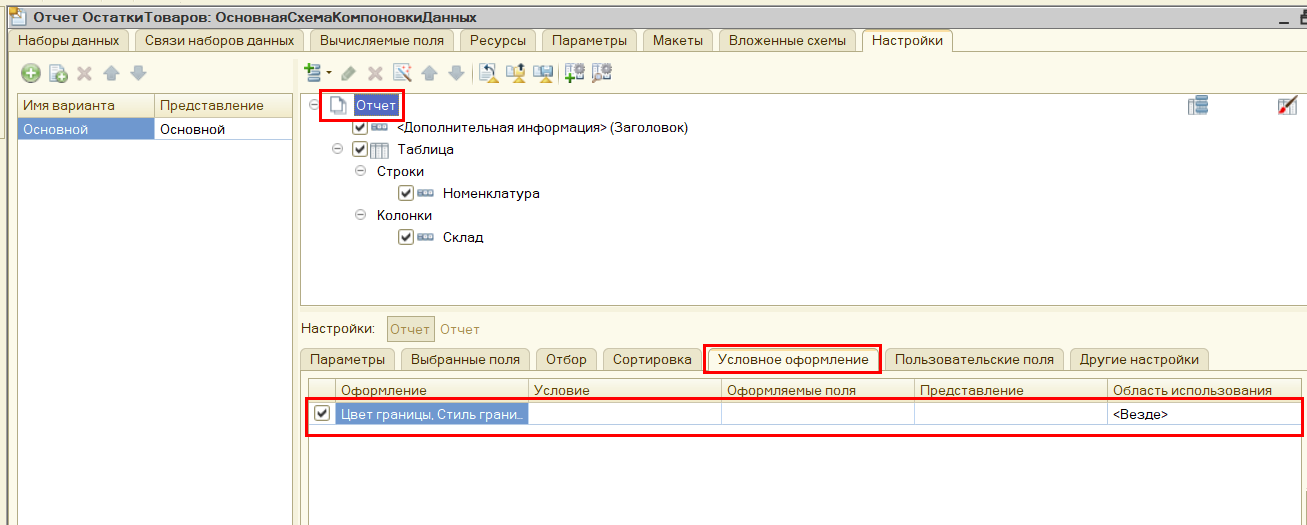 Отчет ОстаткиТоваров: ОсновнаяСхемаКомпоновкиДанных
Наборы данных Связи наборов данных Вычисляемые поля Ресурсы Параметры Макеты Вложенные схемы Настройки
Имя варианта Представление
Основной Основной
Отчет
<Дополнительная информация> (Заголовок)
Таблица
Строки
Номенклатура
Колонки
Склад
Настройки: Отчет Отчет
Параметры Выбранные поля Отбор Сортировка Условное оформление Пользовательские поля Другие настройки
Оформление Условие Оформляемые поля Представление Область использования
Цвет границы, Стиль грани... <Везде>